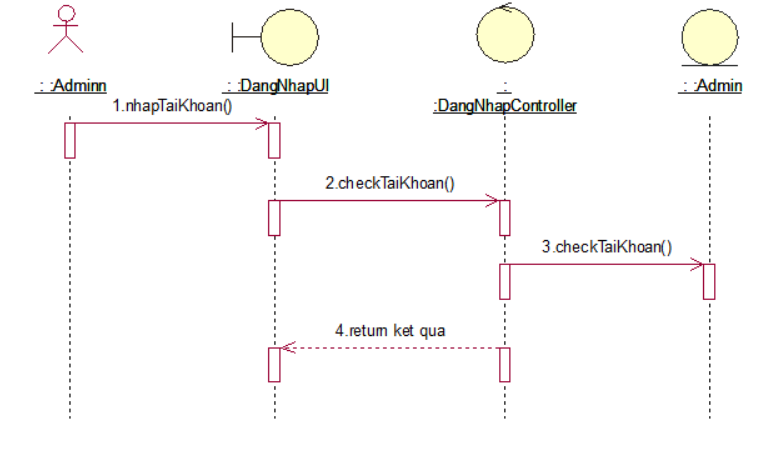 : :Adminn
: :DangNhapUI
:
:DangNhapController
: :Admin
1.nhapTaiKhoan()
2.checkTaiKhoan()
3.checkTaiKhoan()
4.return ket qua